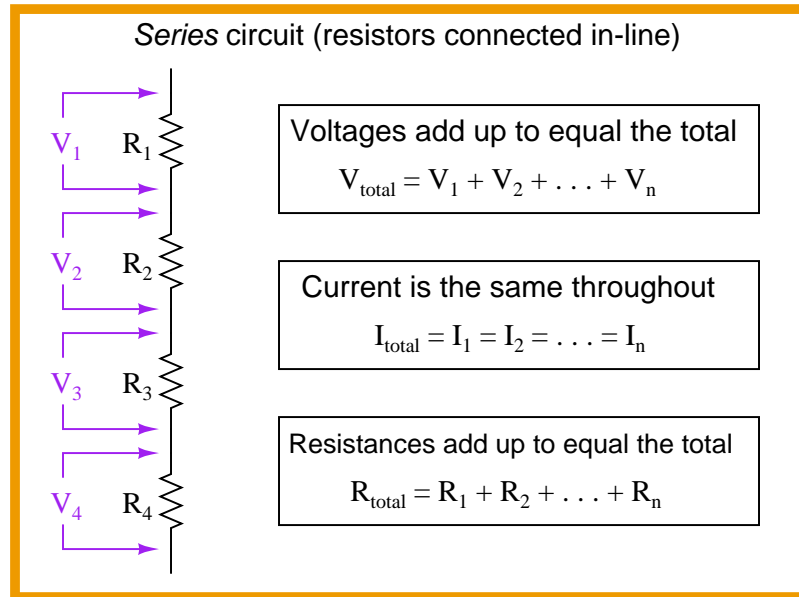 Series circuit (resistors connected in-line)
V1 R1
V2 R2
V3 R3
V4 R4
Voltages add up to equal the total
Vtotal = V1 + V2 + . . . + Vn
Current is the same throughout
Itotal = I1 = I2 = . . . = In
Resistances add up to equal the total
Rtotal = R1 + R2 + . . . + Rn